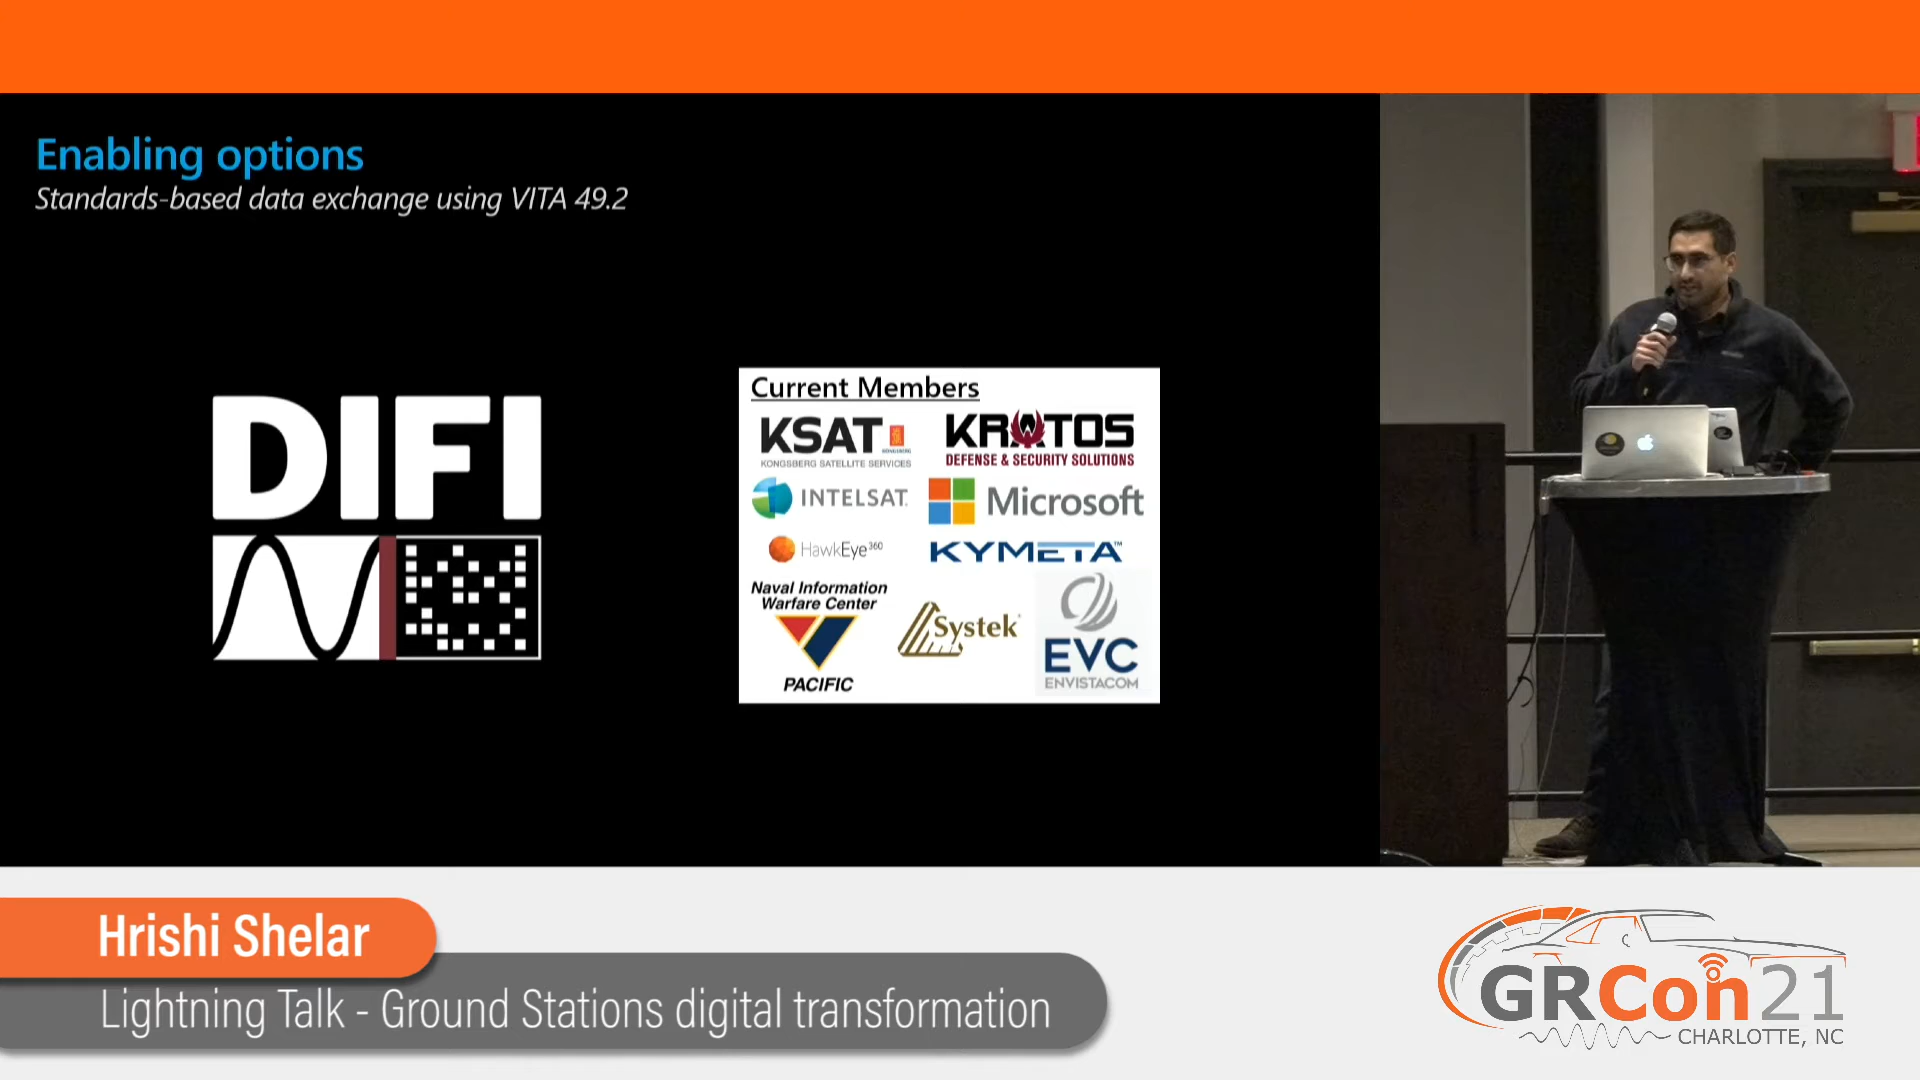 Enabling options
Standards-based data exchange using VITA 49.2
DIFI
Current Members
KSAT
KONGSBERG
KONGSBERG SATELLITE SERVICES
KRATOS
DEFENSE & SECURITY SOLUTIONS
INTELSAT.
Microsoft
HawkEye 360
KYMETA™
Naval Information
Warfare Center
PACIFIC
Systek
EVC
ENVISTACOM
Hrishi Shelar
Lightning Talk - Ground Stations digital transformation
GRCon21
CHARLOTTE, NC